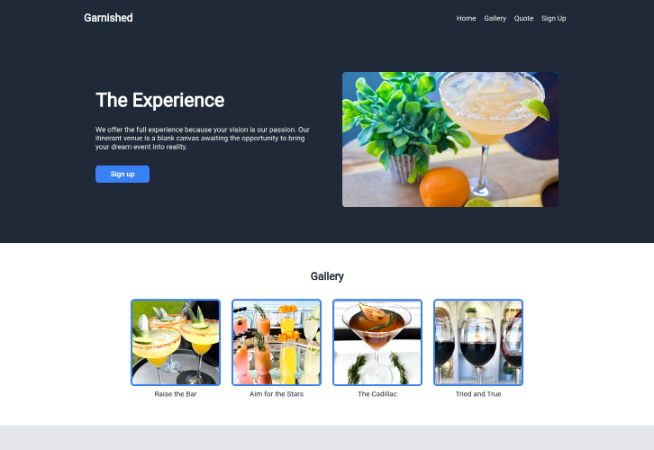 Garnished
Home Gallery Quote Sign Up
The Experience
We offer the full experience because your vision is our passion. Our
itinerant venue is a blank canvas awaiting the opportunity to bring
your dream event into reality.
Sign up
Gallery
Raise the Bar
Aim for the Stars
The Cadillac
Tried and True